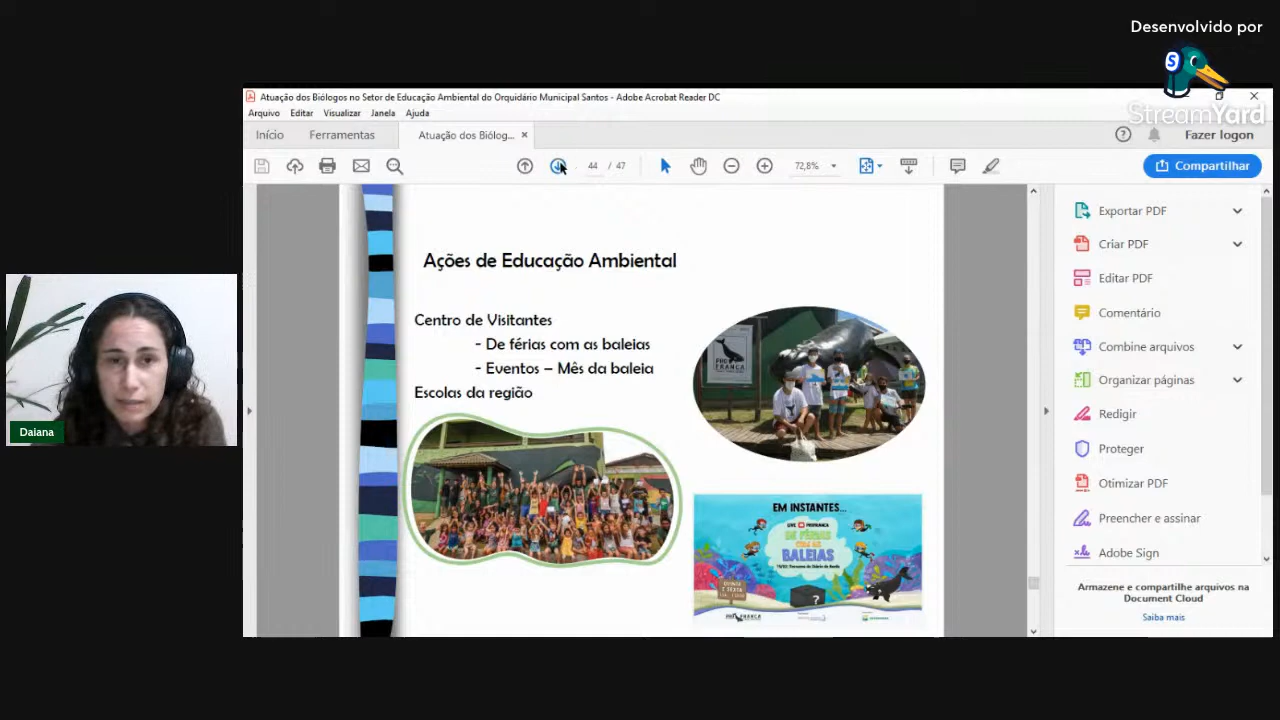 Desenvolvido por
StreamYard
Atuação dos Biólogos no Setor de Educação Ambiental do Orquidário Municipal Santos - Adobe Acrobat Reader DC
Arquivo Editar Visualizar Janela Ajuda
Início Ferramentas Atuação dos Biólog... Fazer logon
44 / 47 72,8% Compartilhar
Exportar PDF
Criar PDF
Editar PDF
Comentário
Combine arquivos
Organizar páginas
Redigir
Proteger
Otimizar PDF
Preencher e assinar
Adobe Sign
Armazene e compartilhe arquivos na
Document Cloud
Saiba mais
Ações de Educação Ambiental
Centro de Visitantes
- De férias com as baleias
- Eventos – Mês da baleia
Escolas da região
FRANCA
EM INSTANTES...
LIVE
DE FÉRIAS
COM AS
BALEIAS
?
FRANCA
Daiana